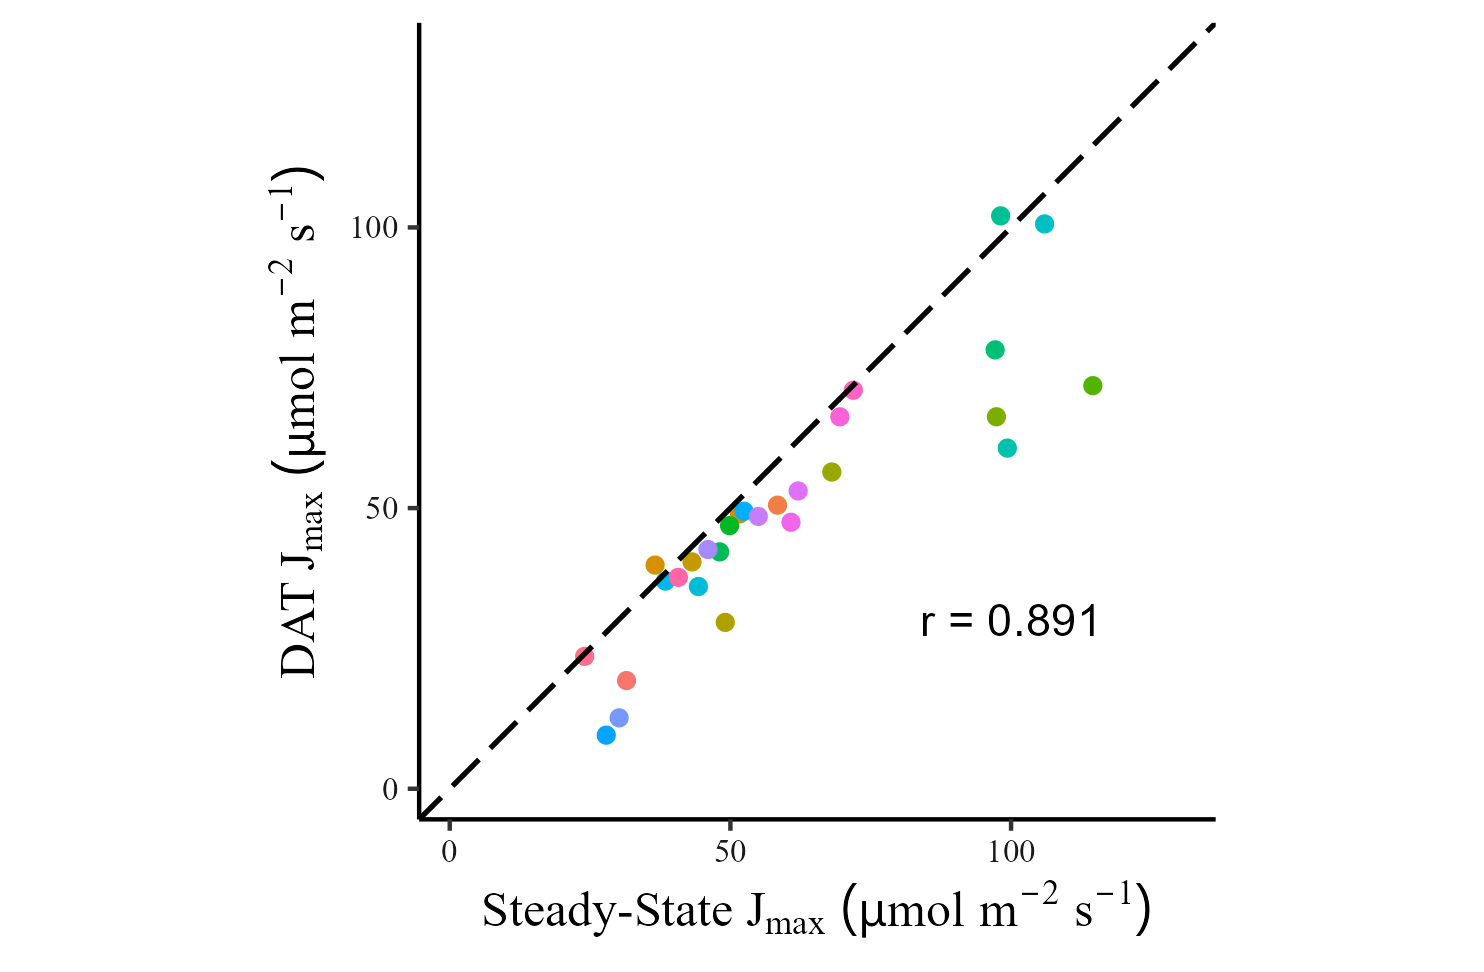 DAT Jmax (µmol m−2 s−1)
100
50
0
r = 0.891
0 50 100
Steady-State Jmax (µmol m−2 s−1)